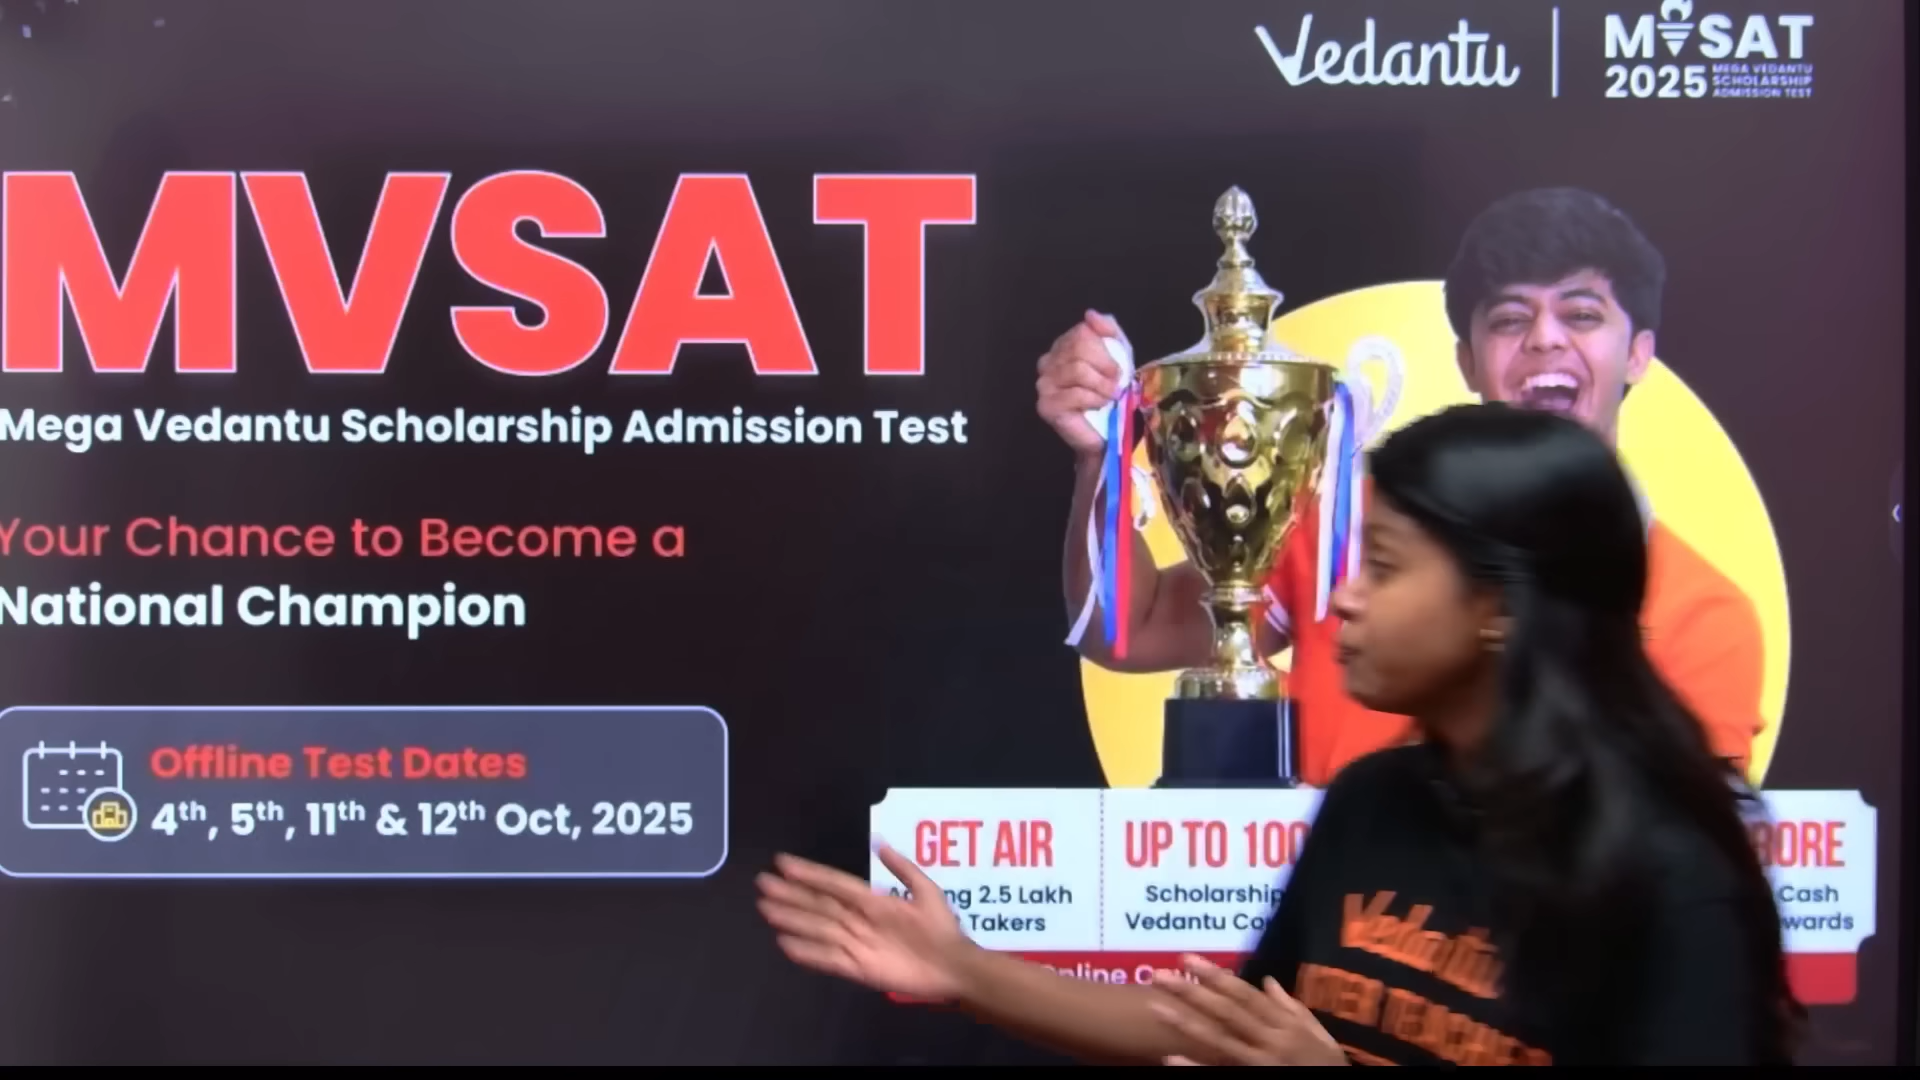 Vedantu
MVSAT
2025 MEGA VEDANTU
SCHOLARSHIP
ADMISSION TEST
MVSAT
Mega Vedantu Scholarship Admission Test
Your Chance to Become a
National Champion
Offline Test Dates
4th, 5th, 11th & 12th Oct, 2025
GET AIR
2.5 Lakh
Takers
UP TO 100
Scholarship
Vedantu
Cash
Online
Vedantu